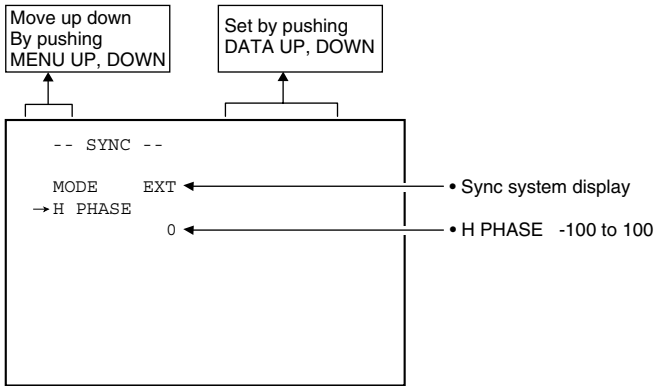 Move up down
By pushing
MENU UP, DOWN
Set by pushing
DATA UP, DOWN
-- SYNC --
MODE EXT
• Sync system display
→H PHASE
0
• H PHASE -100 to 100